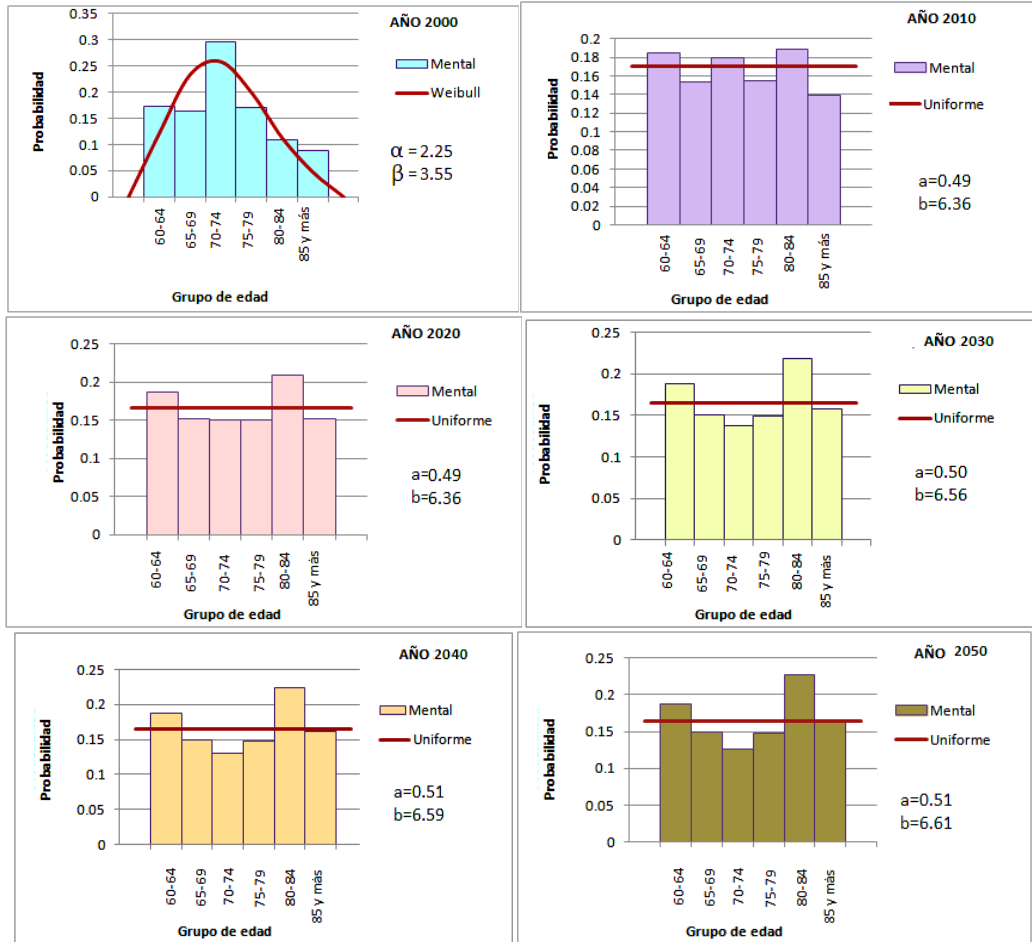 AÑO 2000
0.35
0.3
0.25
0.2
0.15
0.1
0.05
0
Probabilidad
Mental
Weibull
α = 2.25
β = 3.55
60-64
65-69
70-74
75-79
80-84
85 y más
Grupo de edad
AÑO 2010
0.2
0.18
0.16
0.14
0.12
0.1
0.08
0.06
0.04
0.02
0
Probabilidad
Mental
Uniforme
a=0.49
b=6.36
60-64
65-69
70-74
75-79
80-84
85 y más
Grupo de edad
AÑO 2020
0.25
0.2
0.15
0.1
0.05
0
Probabilidad
Mental
Uniforme
a=0.49
b=6.36
60-64
65-69
70-74
75-79
80-84
85 y más
Grupo de edad
AÑO 2030
0.25
0.2
0.15
0.1
0.05
0
Probabilidad
Mental
Uniforme
a=0.50
b=6.56
60-64
65-69
70-74
75-79
80-84
85 y más
Grupo de edad
AÑO 2040
0.25
0.2
0.15
0.1
0.05
0
Probabilidad
Mental
Uniforme
a=0.51
b=6.59
60-64
65-69
70-74
75-79
80-84
85 y más
Grupo de edad
AÑO 2050
0.25
0.2
0.15
0.1
0.05
0
Probabilidad
Mental
Uniforme
a=0.51
b=6.61
60-64
65-69
70-74
75-79
80-84
85 y más
Grupo de edad